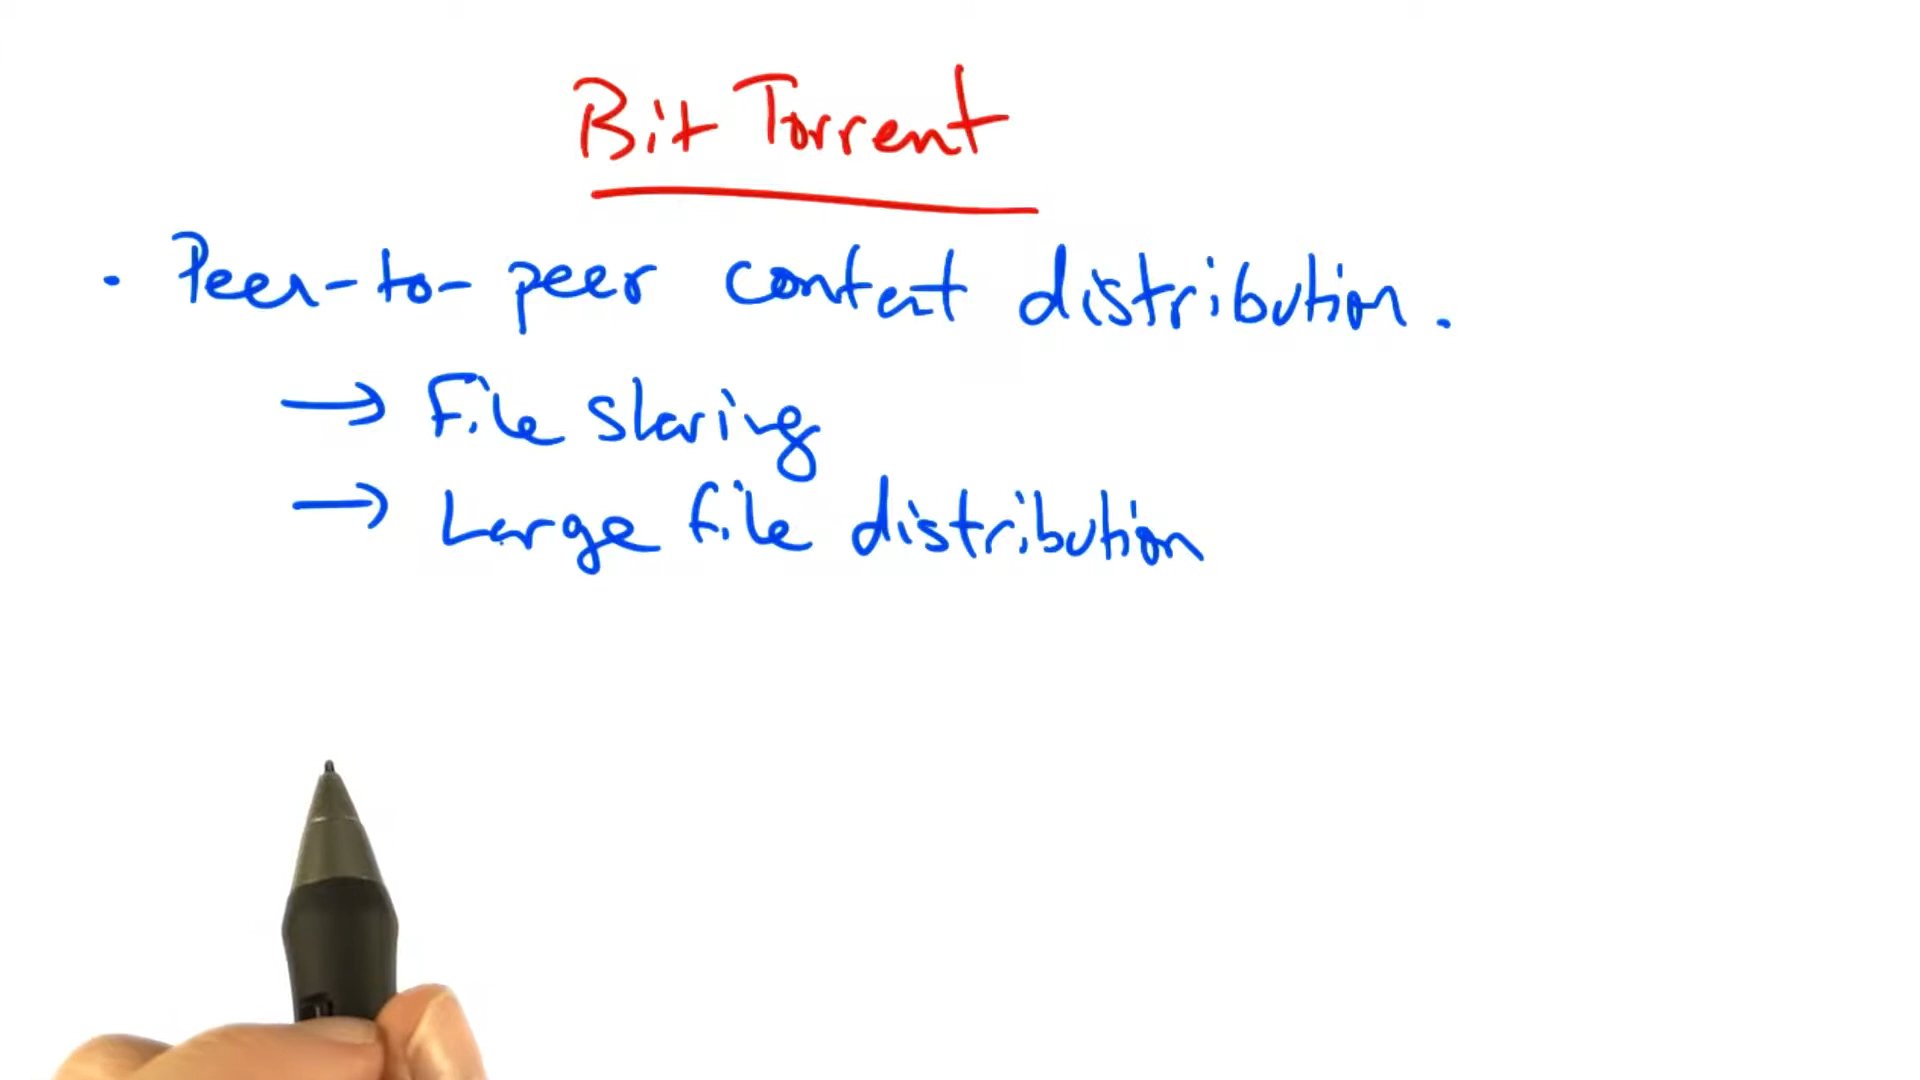 Bit Torrent
· Peer-to-peer content distribution.
→ File sharing
→ Large file distribution